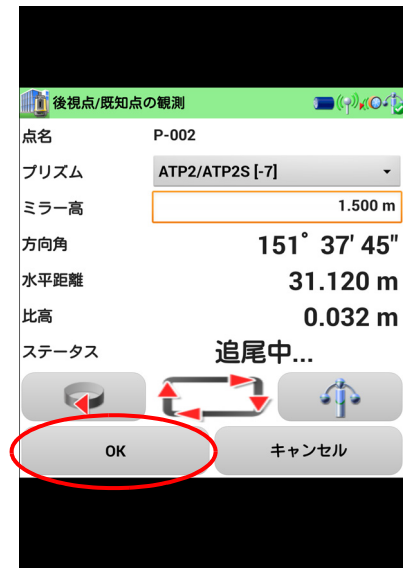 後視点/既知点の観測
点名 P-002
プリズム ATP2/ATP2S [-7]
ミラー高 1.500 m
方向角 151° 37' 45"
水平距離 31.120 m
比高 0.032 m
ステータス 追尾中...
OK キャンセル